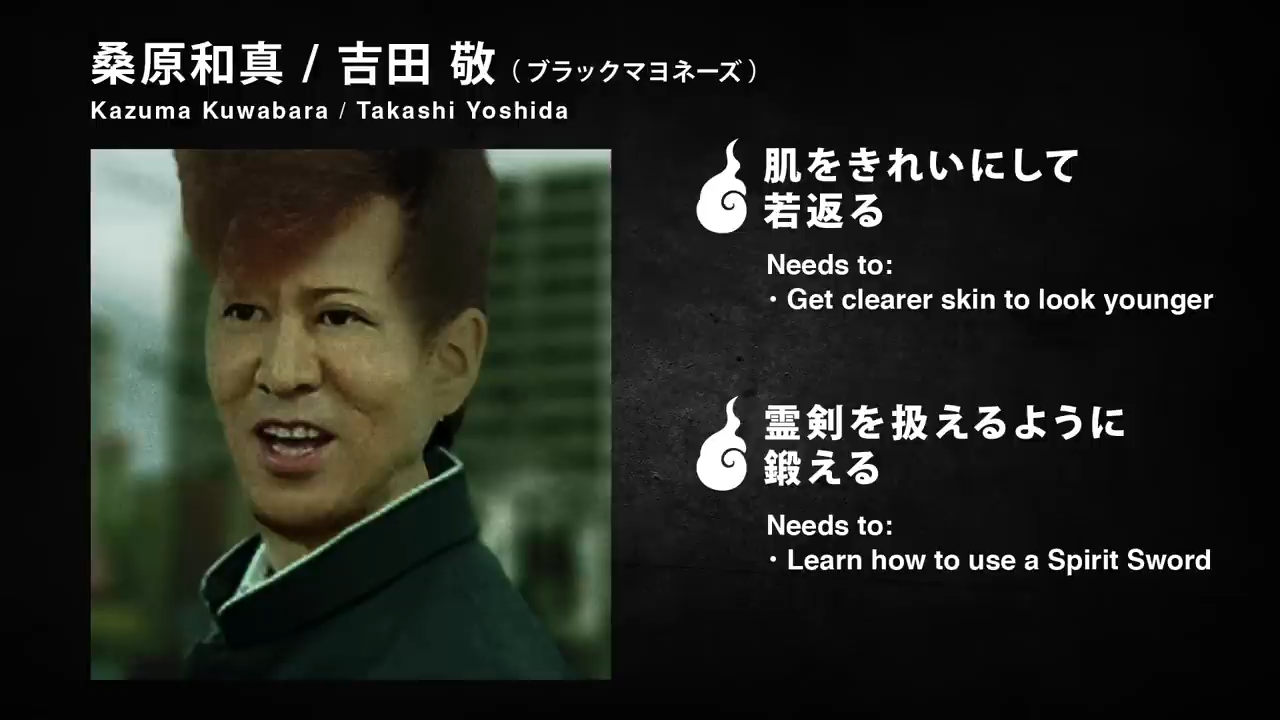 桑原和真 / 吉田 敬（ブラックマヨネーズ）
Kazuma Kuwabara / Takashi Yoshida
肌をきれいにして
若返る
Needs to:
・Get clearer skin to look younger
霊剣を扱えるように
鍛える
Needs to:
・Learn how to use a Spirit Sword